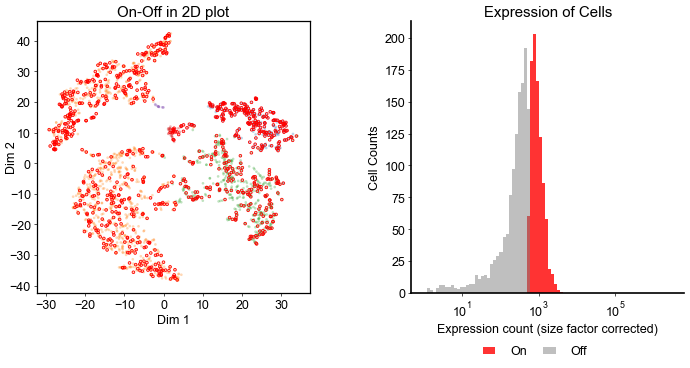 On-Off in 2D plot
Dim 2
40
30
20
10
0
−10
−20
−30
−40
−30 −20 −10 0 10 20 30
Dim 1
Expression of Cells
Cell Counts
200
175
150
125
100
75
50
25
0
10^1 10^3 10^5
Expression count (size factor corrected)
On Off